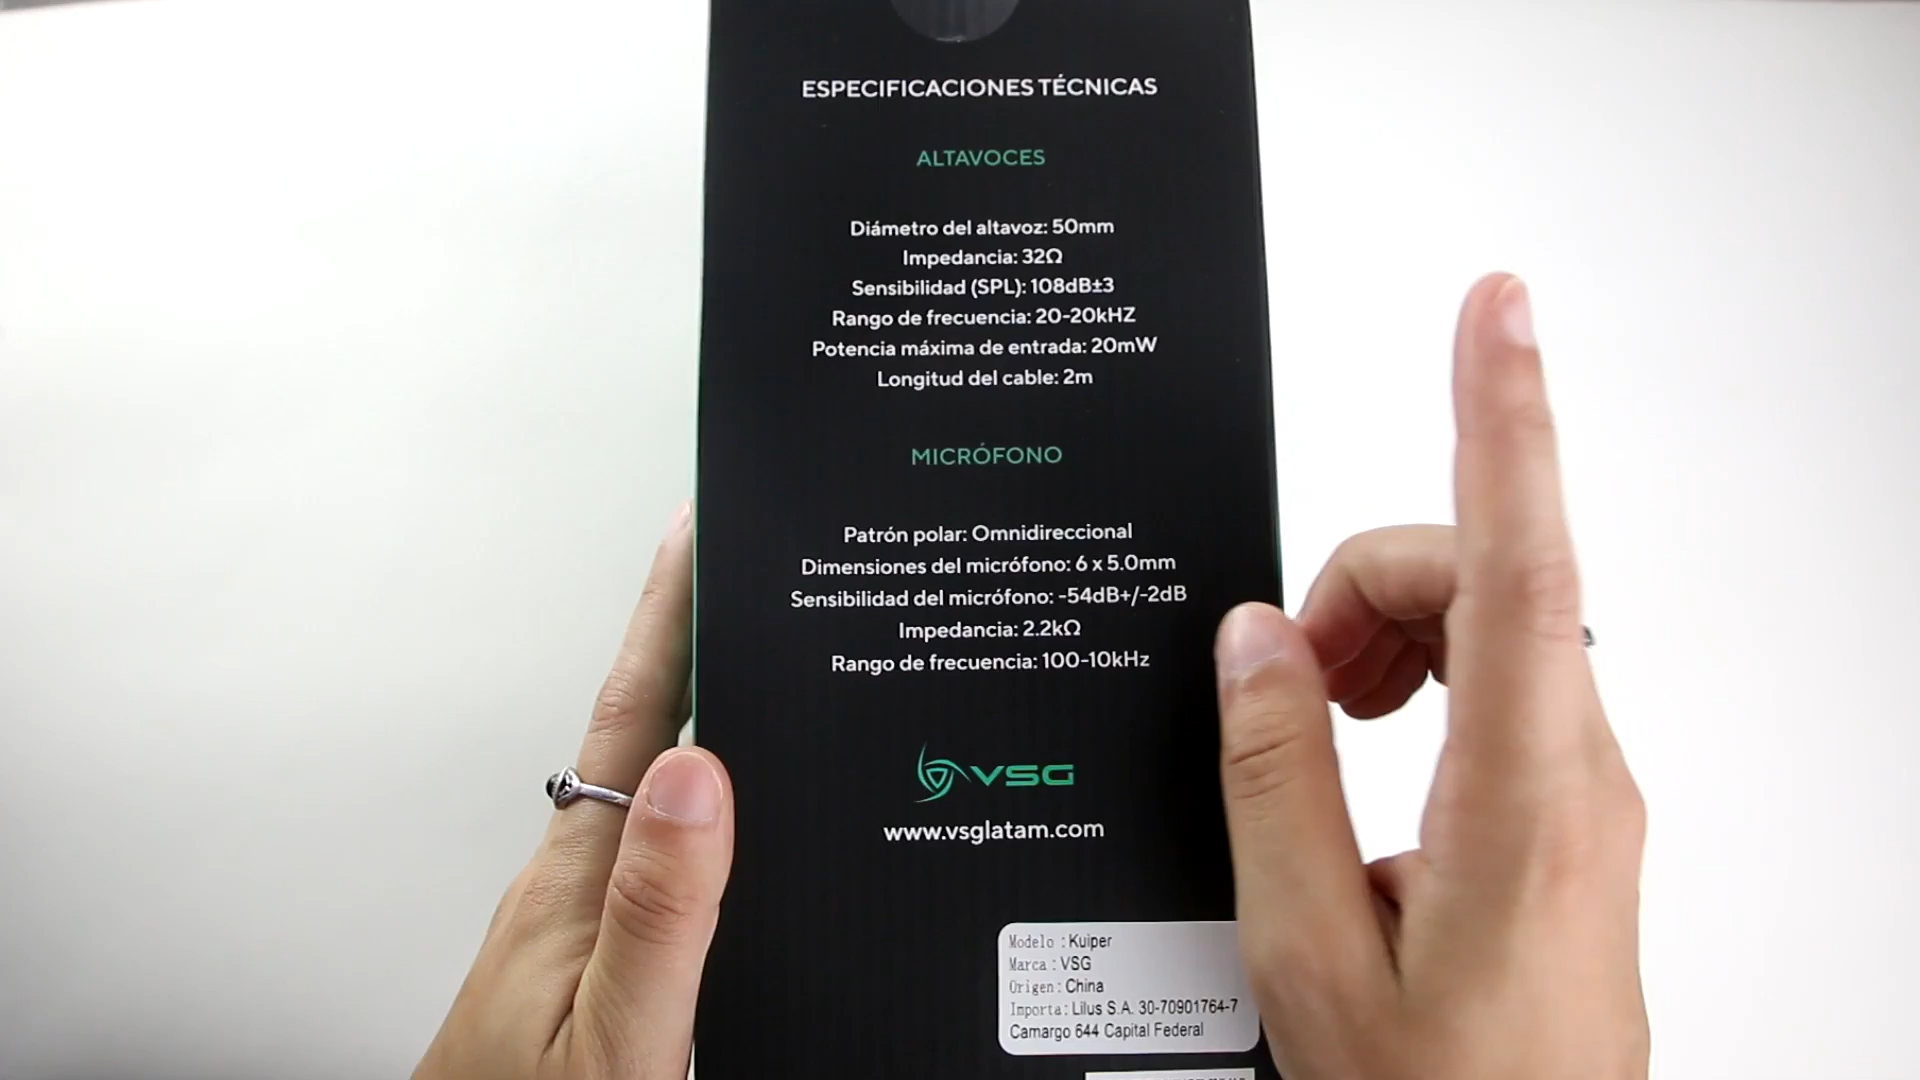 ESPECIFICACIONES TÉCNICAS
ALTAVOCES
Diámetro del altavoz: 50mm
Impedancia: 32Ω
Sensibilidad (SPL): 108dB±3
Rango de frecuencia: 20-20kHZ
Potencia máxima de entrada: 20mW
Longitud del cable: 2m
MICRÓFONO
Patrón polar: Omnidireccional
Dimensiones del micrófono: 6 x 5.0mm
Sensibilidad del micrófono: -54dB+/-2dB
Impedancia: 2.2kΩ
Rango de frecuencia: 100-10kHz
VSG
www.vsglatam.com
Modelo : Kuiper
Marca : VSG
Origen : China
Importa : Lilus S.A. 30-70901764-7
Camargo 644 Capital Federal